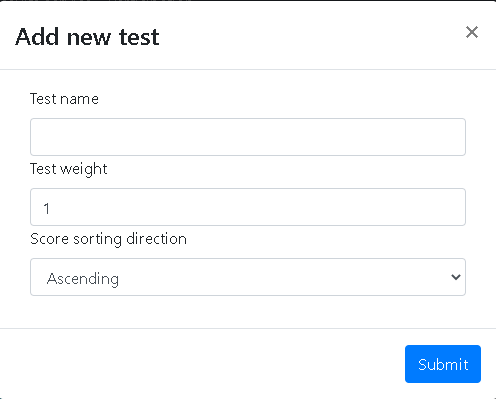 Add new test
×
Test name
Test weight
1
Score sorting direction
Ascending
Submit